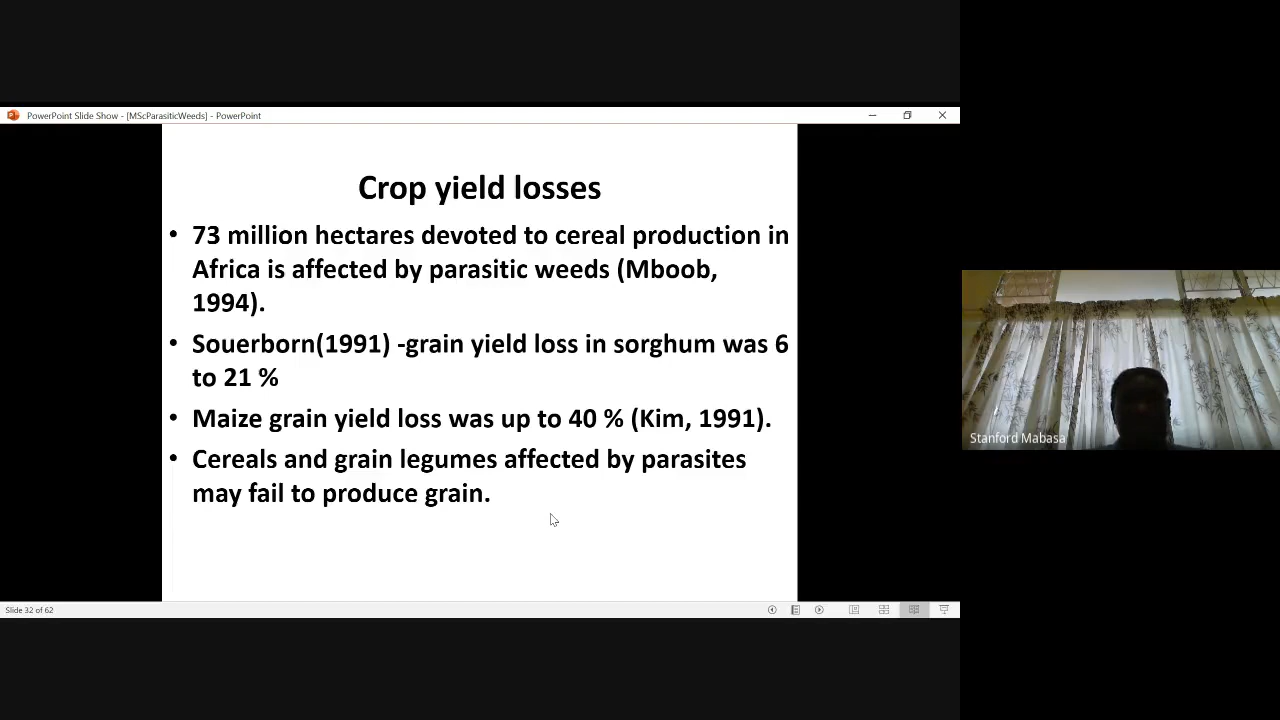 PowerPoint Slide Show - [MScParasiticWeeds] - PowerPoint
Crop yield losses
• 73 million hectares devoted to cereal production in
Africa is affected by parasitic weeds (Mboob,
1994).
• Souerborn(1991) -grain yield loss in sorghum was 6
to 21 %
• Maize grain yield loss was up to 40 % (Kim, 1991).
• Cereals and grain legumes affected by parasites
may fail to produce grain.
Stanford Mabasa
Slide 32 of 62